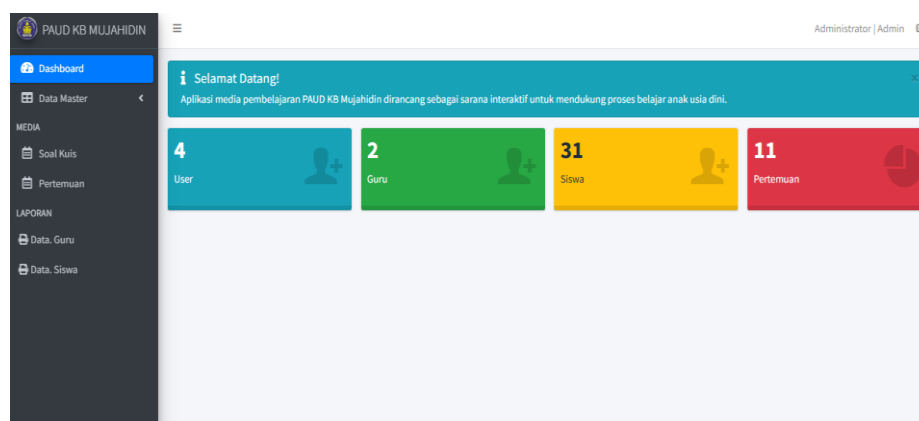 PAUD KB MUJAHIDIN
Administrator | Admin
Dashboard
Data Master
MEDIA
Soal Kuis
Pertemuan
LAPORAN
Data. Guru
Data. Siswa
Selamat Datang!
Aplikasi media pembelajaran PAUD KB Mujahidin dirancang sebagai sarana interaktif untuk mendukung proses belajar anak usia dini.
4
User
2
Guru
31
Siswa
11
Pertemuan